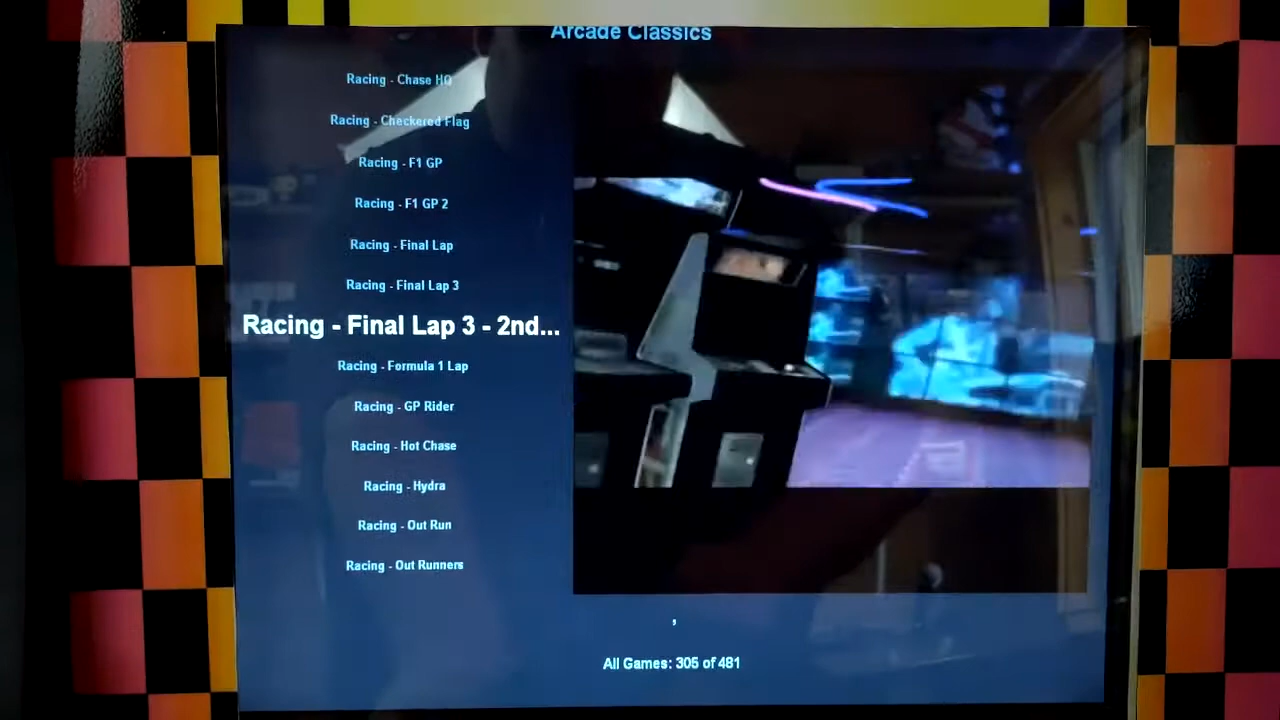 Arcade Classics
Racing - Chase HQ
Racing - Checkered Flag
Racing - F1 GP
Racing - F1 GP 2
Racing - Final Lap
Racing - Final Lap 3
Racing - Final Lap 3 - 2nd...
Racing - Formula 1 Lap
Racing - GP Rider
Racing - Hot Chase
Racing - Hydra
Racing - Out Run
Racing - Out Runners
,
All Games: 305 of 481